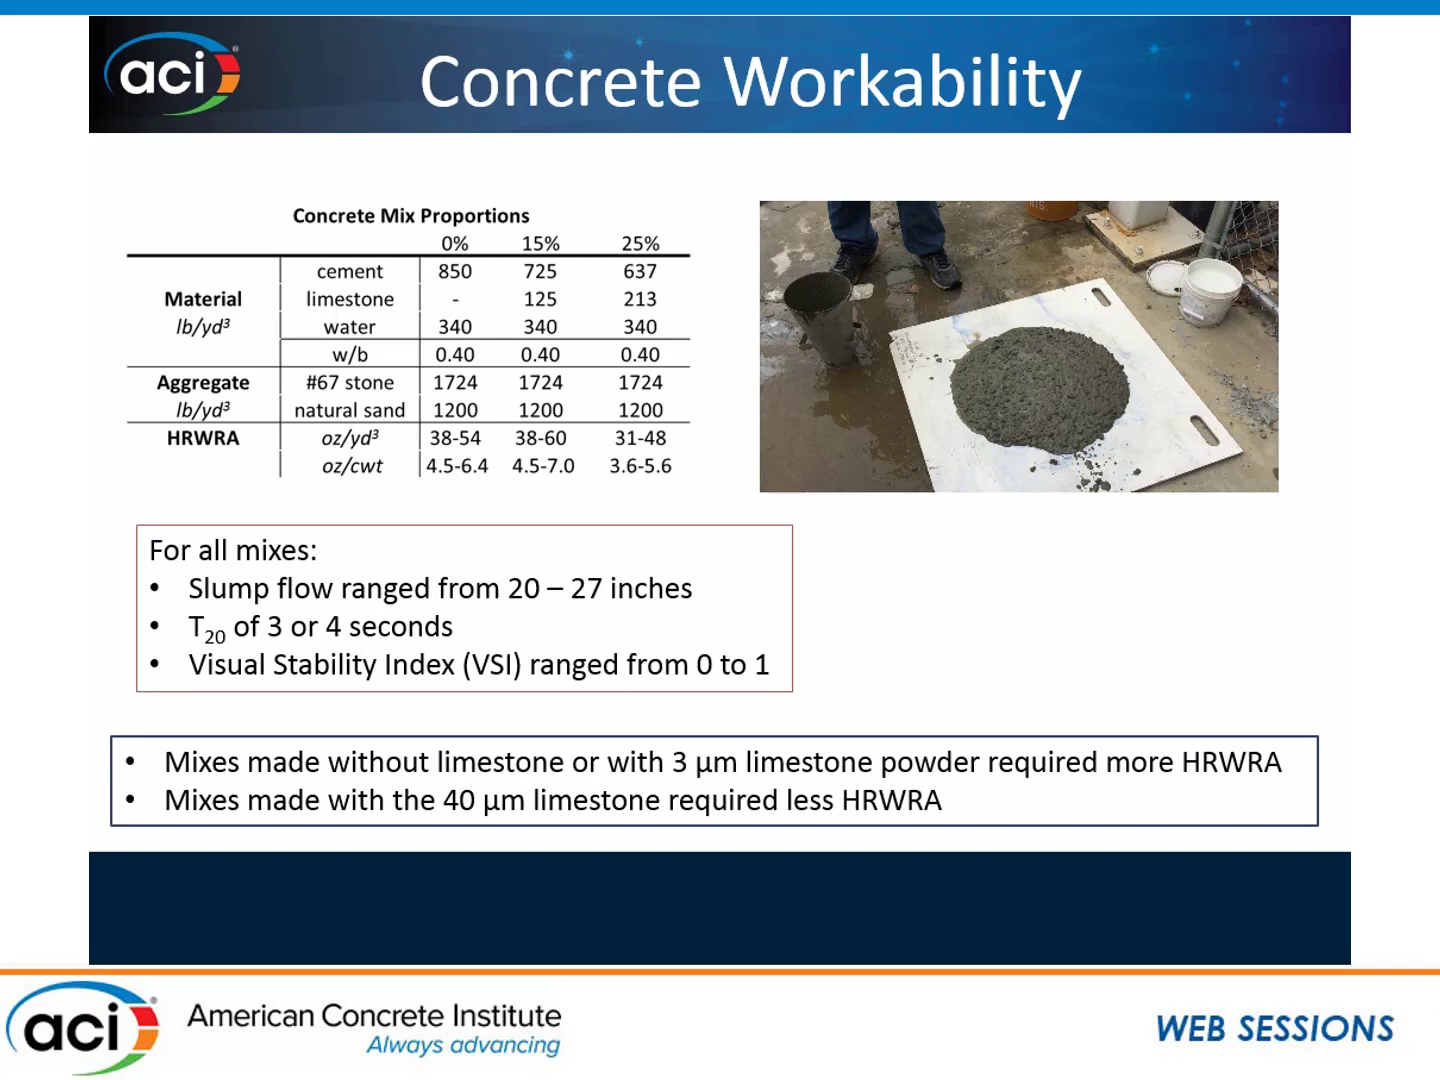 aci®
Concrete Workability
Concrete Mix Proportions
0% 15% 25%
cement 850 725 637
Material limestone - 125 213
lb/yd³ water 340 340 340
w/b 0.40 0.40 0.40
Aggregate #67 stone 1724 1724 1724
lb/yd³ natural sand 1200 1200 1200
HRWRA oz/yd³ 38-54 38-60 31-48
oz/cwt 4.5-6.4 4.5-7.0 3.6-5.6
For all mixes:
• Slump flow ranged from 20 – 27 inches
• T₂₀ of 3 or 4 seconds
• Visual Stability Index (VSI) ranged from 0 to 1
• Mixes made without limestone or with 3 µm limestone powder required more HRWRA
• Mixes made with the 40 µm limestone required less HRWRA
aci®
American Concrete Institute
Always advancing
WEB SESSIONS